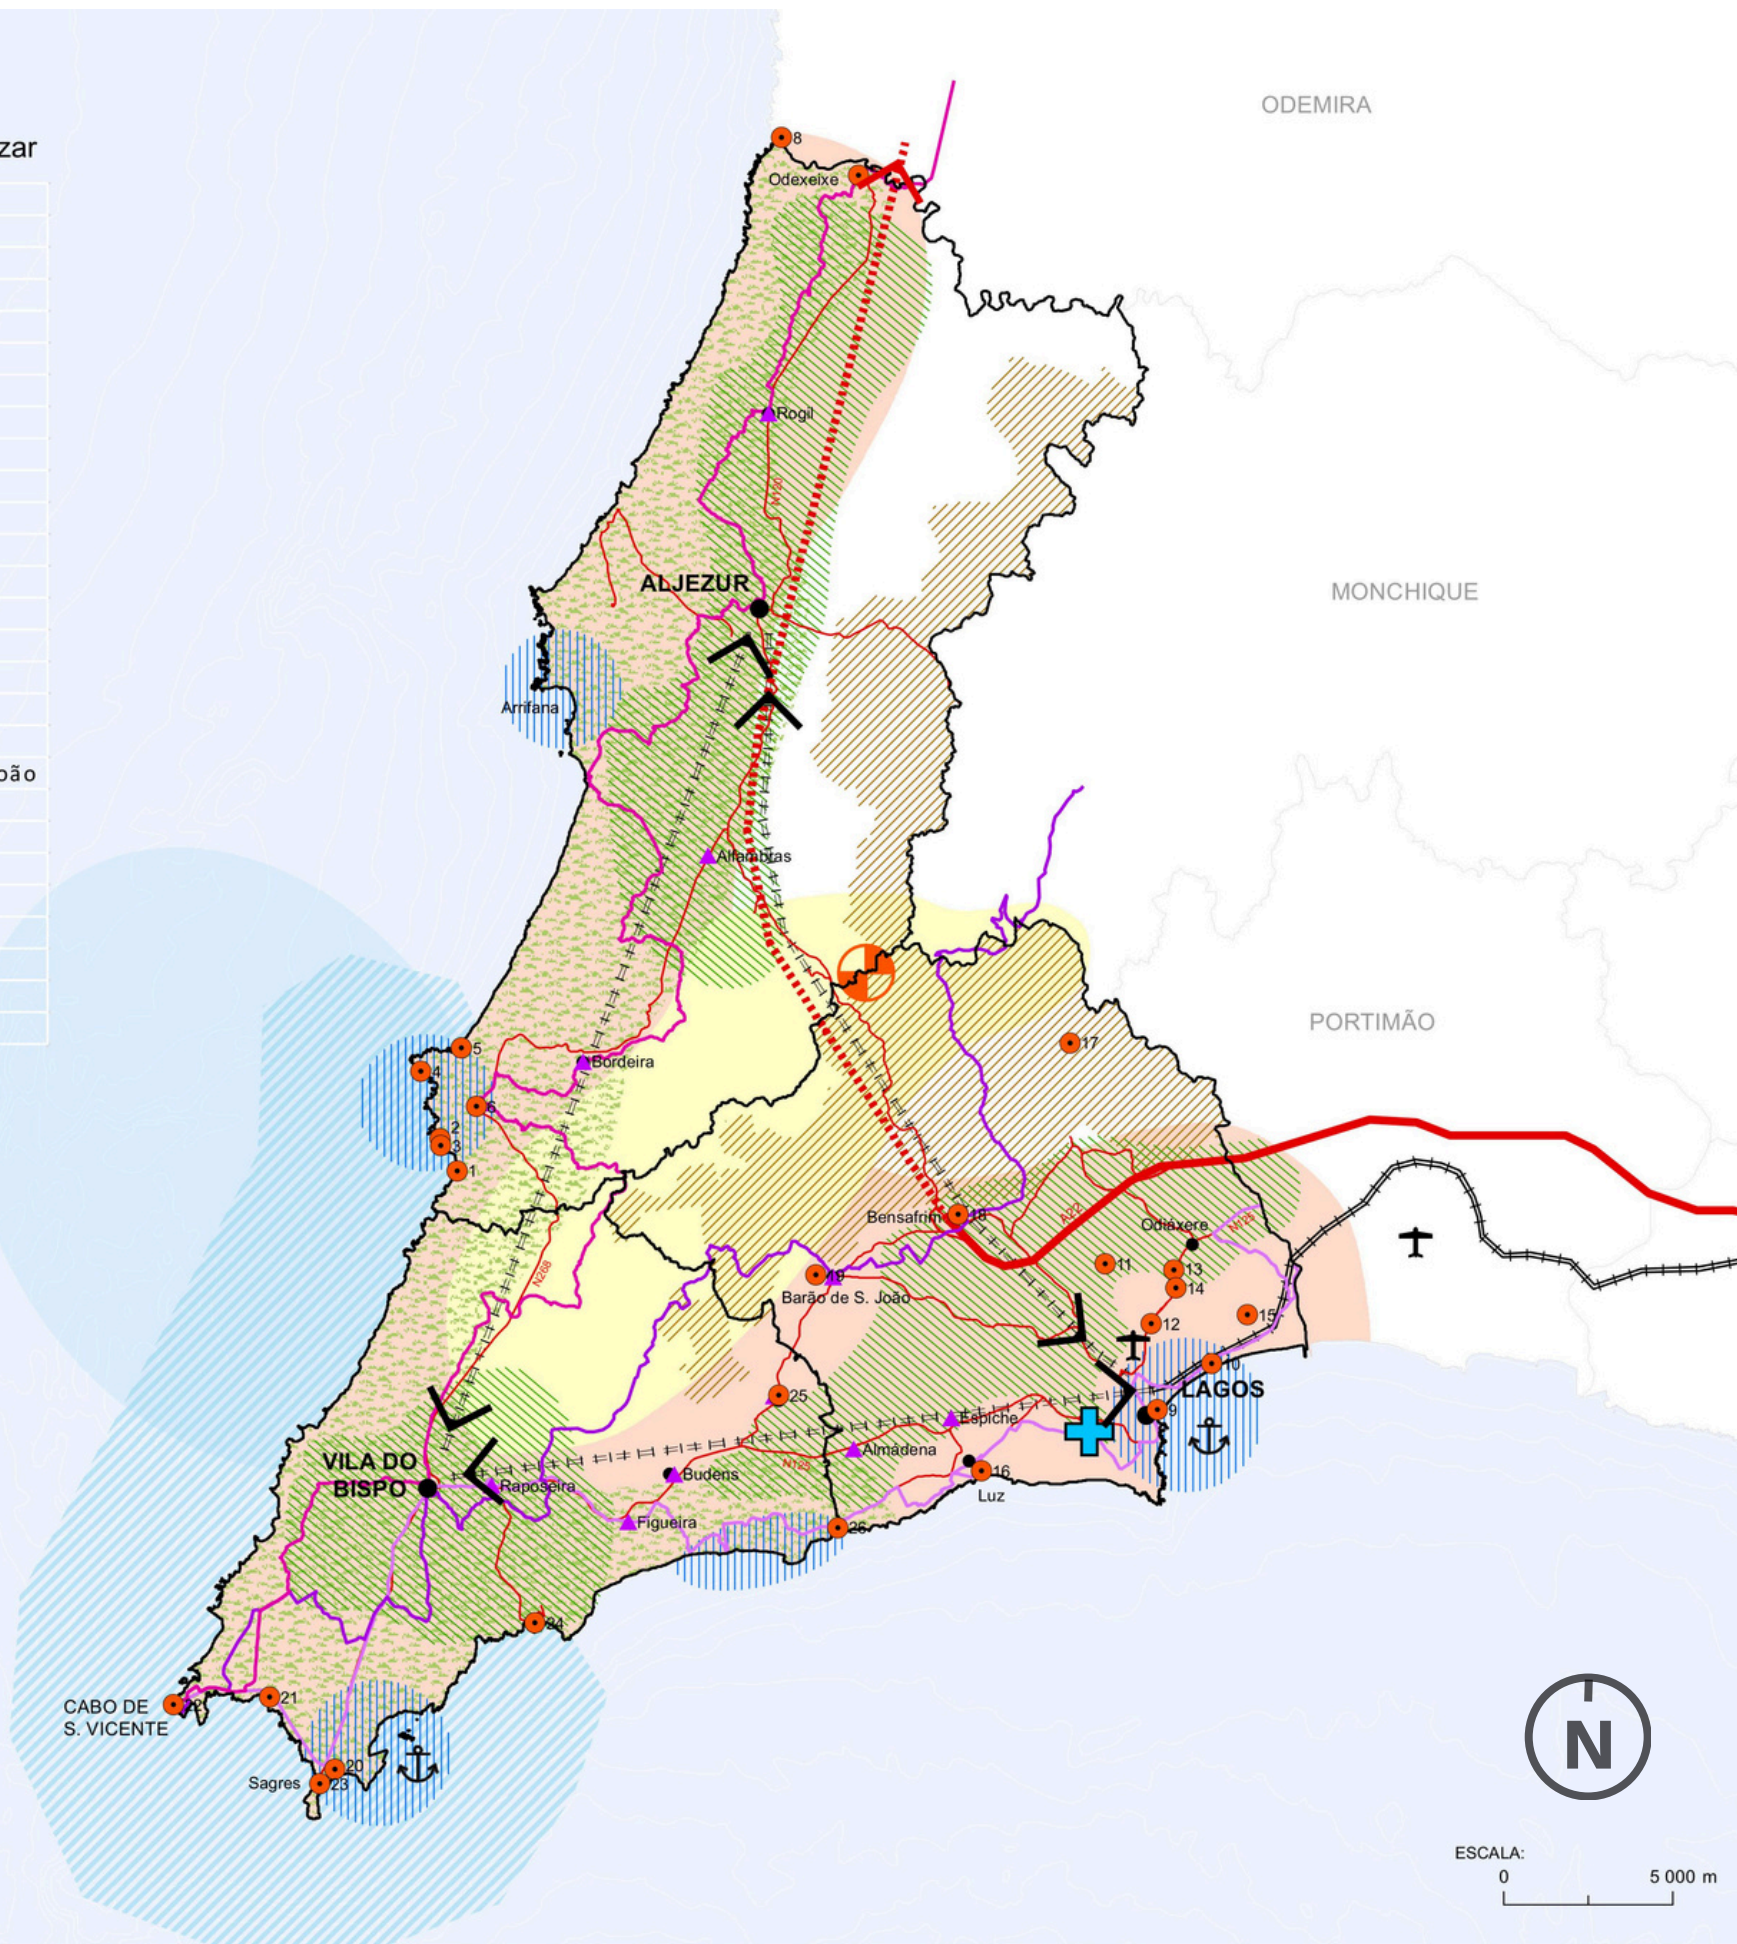 ODEMIRA
8
zar
Odexeixe
Rogil
N120
ALJEZUR
MONCHIQUE
Arrifana
oão
Alfambras
PORTIMÃO
17
5
Bordeira
4
6
2
3
1
18
Bensafrim
A22
Odiáxere
N125
11
13
N268
19
14
Barão de S. João
15
12
10
LAGOS
25
9
Espiche
Almádena
VILA DO
BISPO
N125
Budens
16
Raposeira
Luz
Figueira
26
24
21
CABO DE
S. VICENTE
22
20
Sagres
23
N
ESCALA:
0
5 000 m